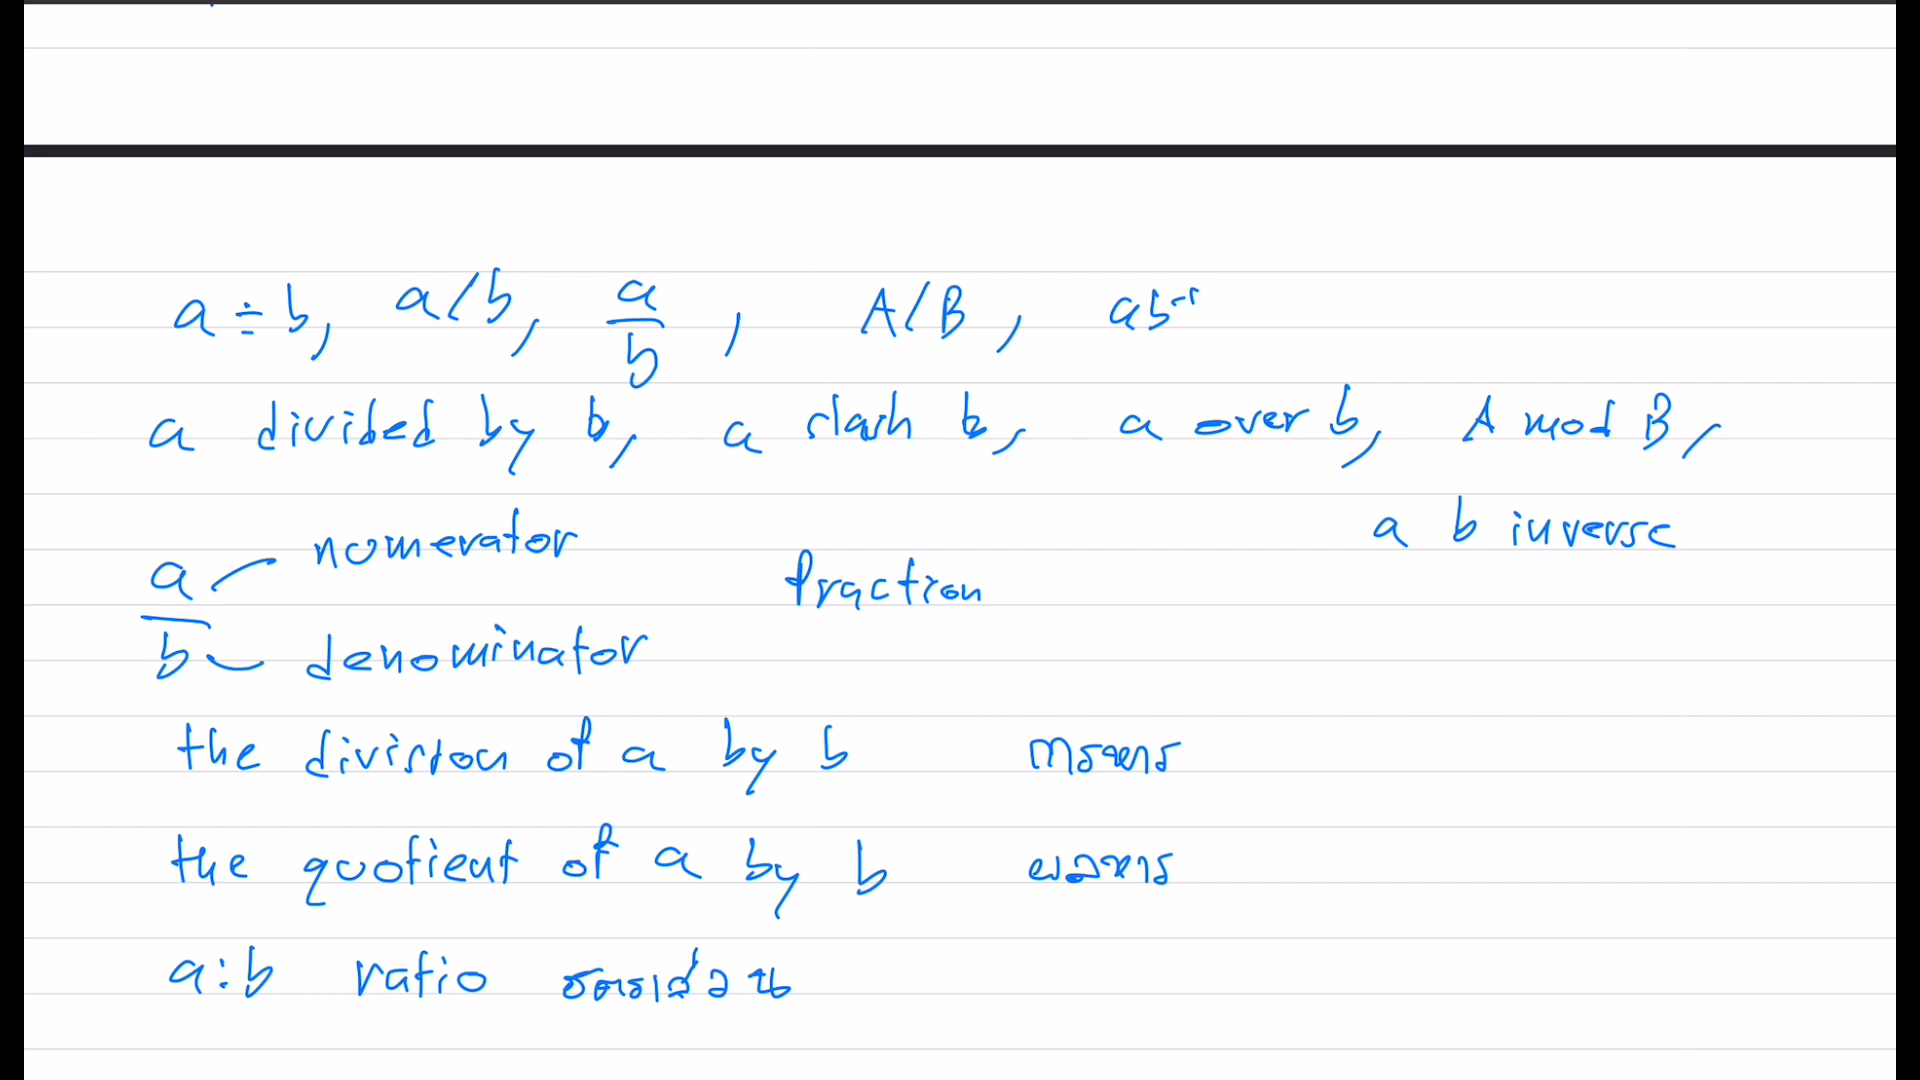 a ÷ b, a/b, a/b, A/B, ab⁻¹
a divided by b, a slash b, a over b, A mod B,
a b inverse
a numerator
fraction
b denominator
the division of a by b การหาร
the quotient of a by b ผลหาร
a:b ratio อัตราส่วน